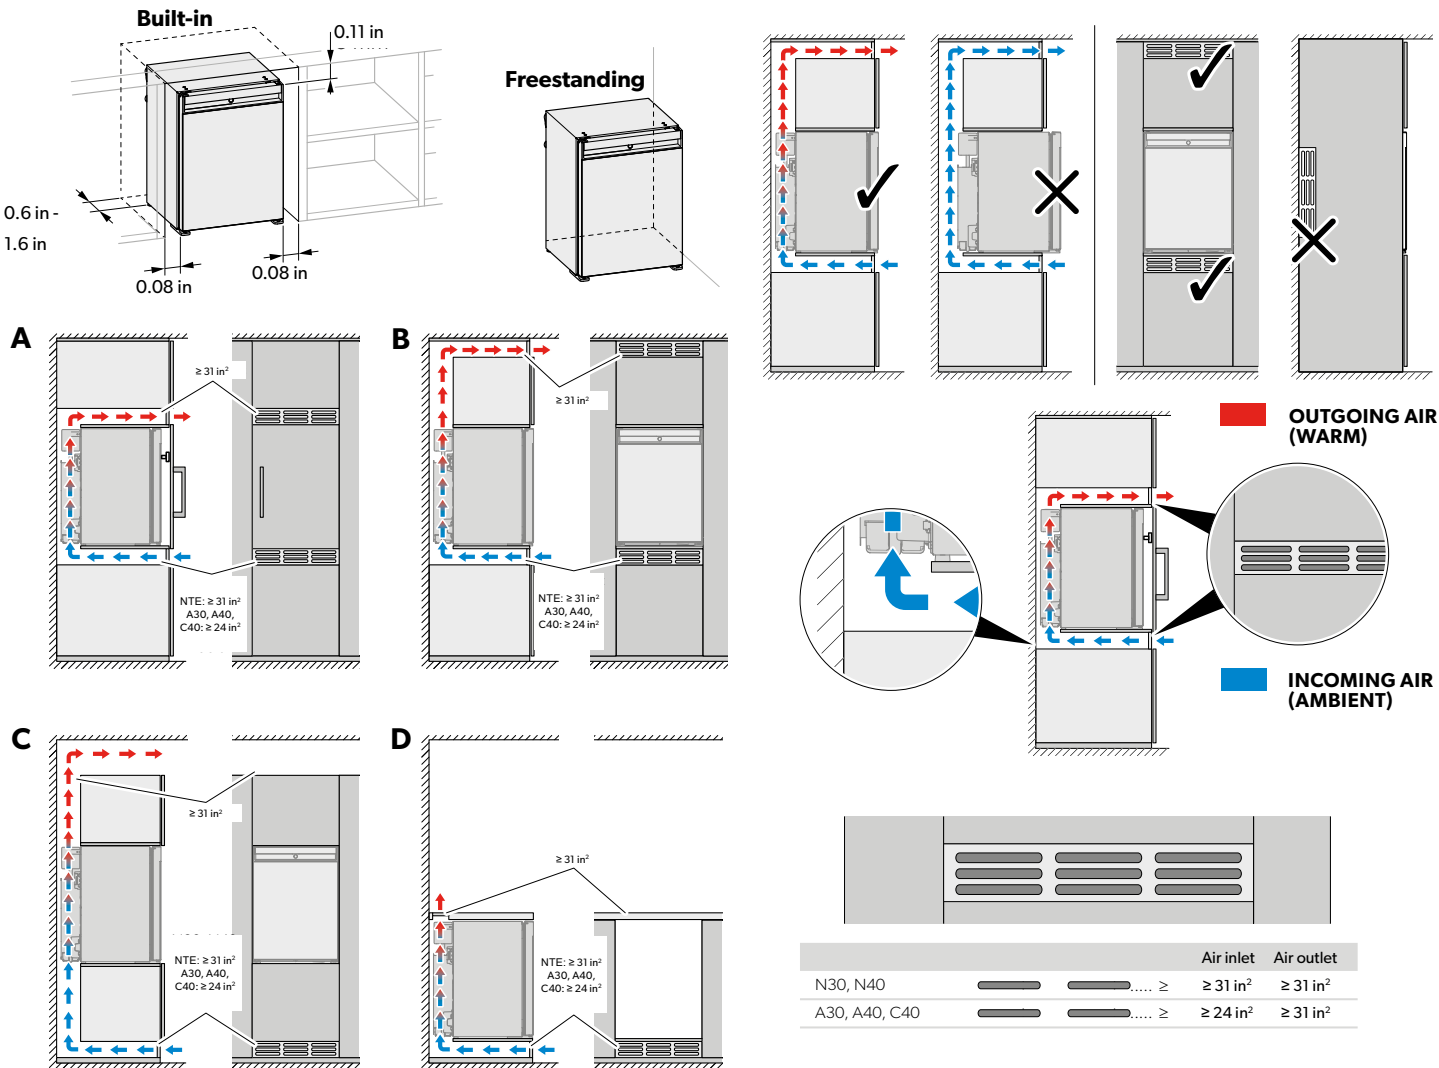 Built-in
0.11 in
Freestanding
0.6 in -
1.6 in
0.08 in
0.08 in
A
≥ 31 in²
NTE: ≥ 31 in²
A30, A40,
C40: ≥ 24 in²
B
≥ 31 in²
NTE: ≥ 31 in²
A30, A40,
C40: ≥ 24 in²
OUTGOING AIR
(WARM)
INCOMING AIR
(AMBIENT)
C
≥ 31 in²
NTE: ≥ 31 in²
A30, A40,
C40: ≥ 24 in²
D
≥ 31 in²
NTE: ≥ 31 in²
A30, A40,
C40: ≥ 24 in²
Air inlet Air outlet
N30, N40 ..... ≥ ≥ 31 in² ≥ 31 in²
A30, A40, C40 ..... ≥ ≥ 24 in² ≥ 31 in²